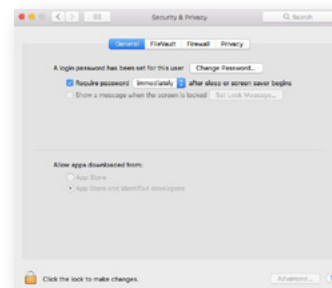 Security & Privacy
Search
General FileVault Firewall Privacy
A login password has been set for this user Change Password...
Require password immediately after sleep or screen saver begins
Show a message when the screen is locked Set Lock Message...
Allow apps downloaded from:
App Store
App Store and identified developers
Click the lock to make changes.
Advanced...